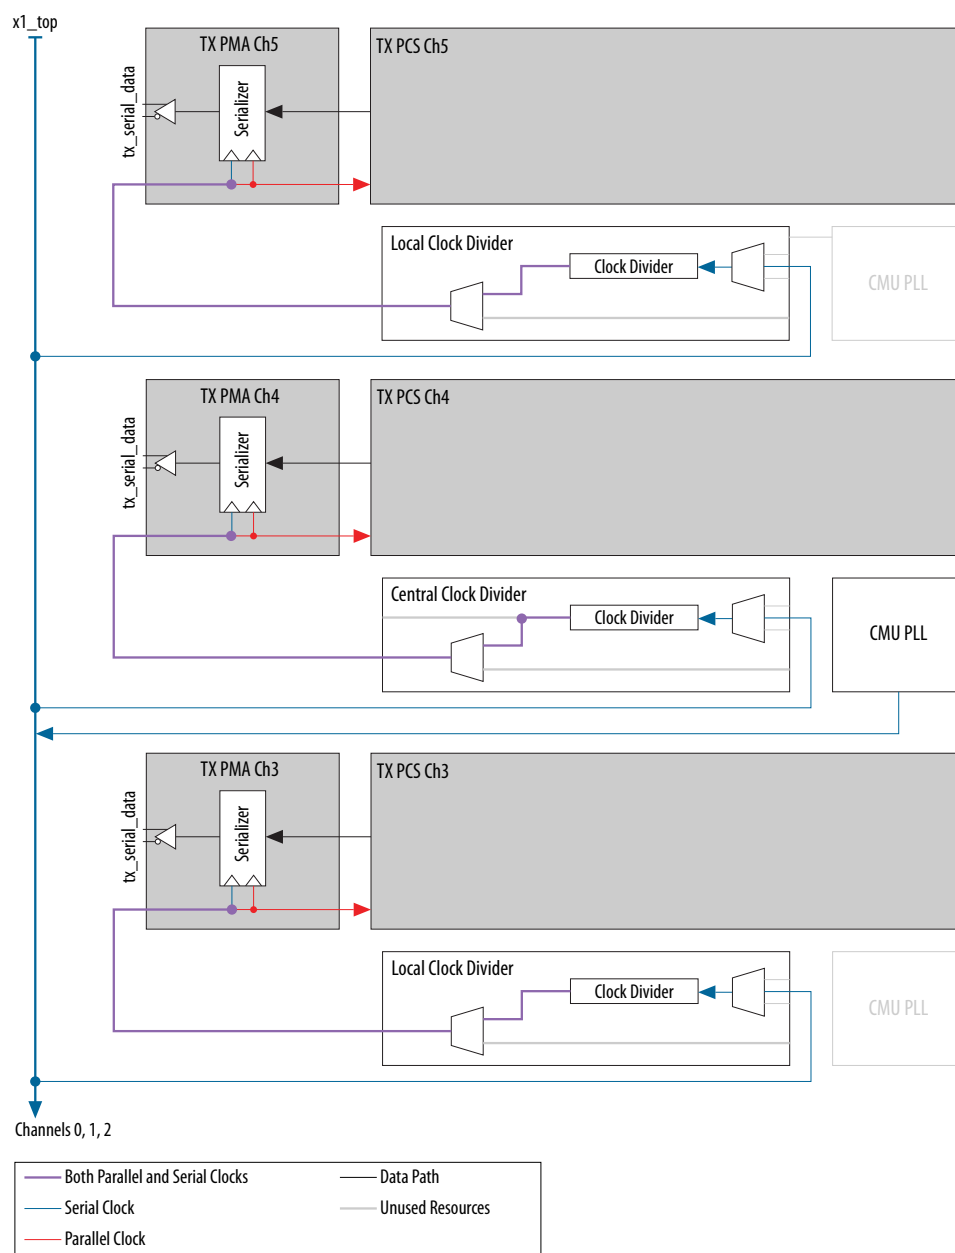 x1_top
TX PMA Ch5
TX PCS Ch5
tx_serial_data
Serializer
Local Clock Divider
Clock Divider
CMU PLL
TX PMA Ch4
TX PCS Ch4
tx_serial_data
Serializer
Central Clock Divider
Clock Divider
CMU PLL
TX PMA Ch3
TX PCS Ch3
tx_serial_data
Serializer
Local Clock Divider
Clock Divider
CMU PLL
Channels 0, 1, 2
Both Parallel and Serial Clocks
Data Path
Serial Clock
Unused Resources
Parallel Clock